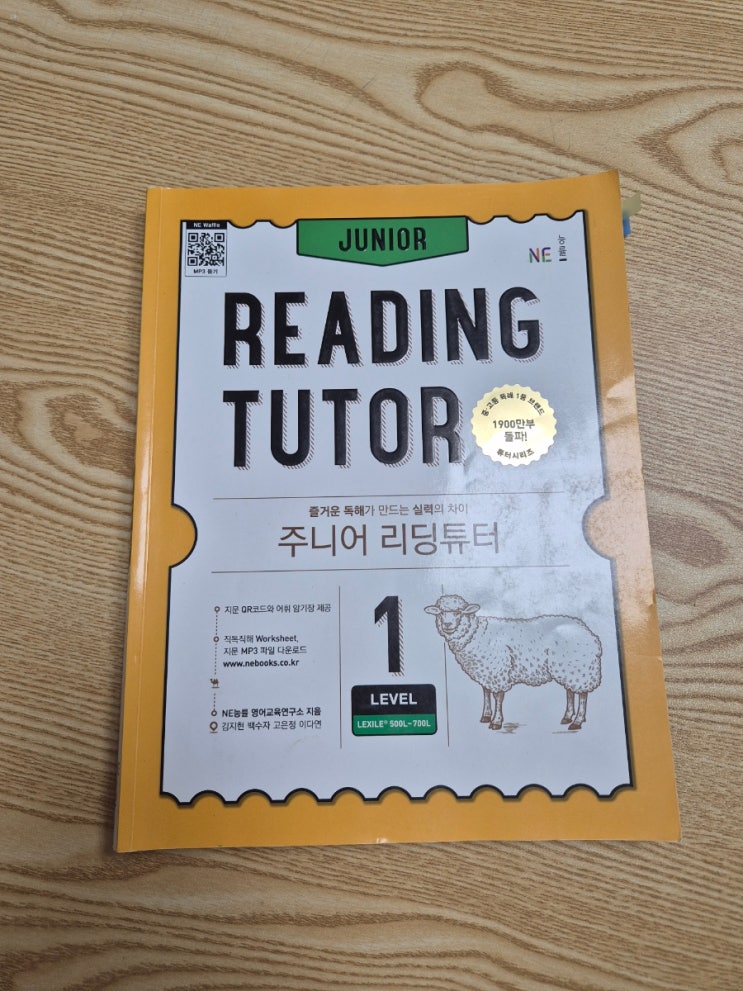 NE Waffle
MP3 듣기
JUNIOR
NE 능률
READING
TUTOR
중·고등 독해 1등 브랜드
1900만부
돌파!
튜터시리즈
즐거운 독해가 만드는 실력의 차이
주니어 리딩튜터
지문 QR코드와 어휘 암기장 제공
직독직해 Worksheet,
지문 MP3 파일 다운로드
www.nebooks.co.kr
NE능률 영어교육연구소 지음
김지현 백수자 고은정 이다연
1
LEVEL
LEXILE® 500L-700L